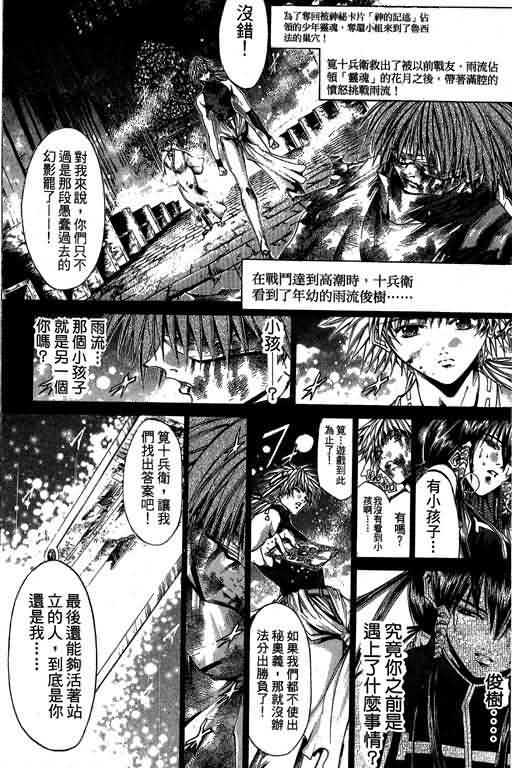 為了奪回被神祕卡片「神的記述」佔
領的少年靈魂，奪還小組來到了魯西
法的巢穴！
筧十兵衛救出了被以前戰友、雨流佔
領「靈魂」的花月之後，帶著滿腔的
憤怒挑戰雨流！
沒錯！
對我來說，你們只不
過是那段愚蠢過去的
幻影罷了——！
在戰鬥達到高潮時，十兵衛
看到了年幼的雨流俊樹……
小孩—？
雨流…
那個小孩子
就是另一個
你嗎？
有小孩子…
有嗎？
我沒有看到小
孩啊……
筧…遊戲到此
為止了！
筧十兵衛，讓我
們找出答案吧！
俊樹……
究竟你之前是
遇上了什麼事情？
如果我們都不使出
秘奧義，那就沒辦
法分出勝負了！
最後還能夠活著站
立的人，到底是你
還是我……